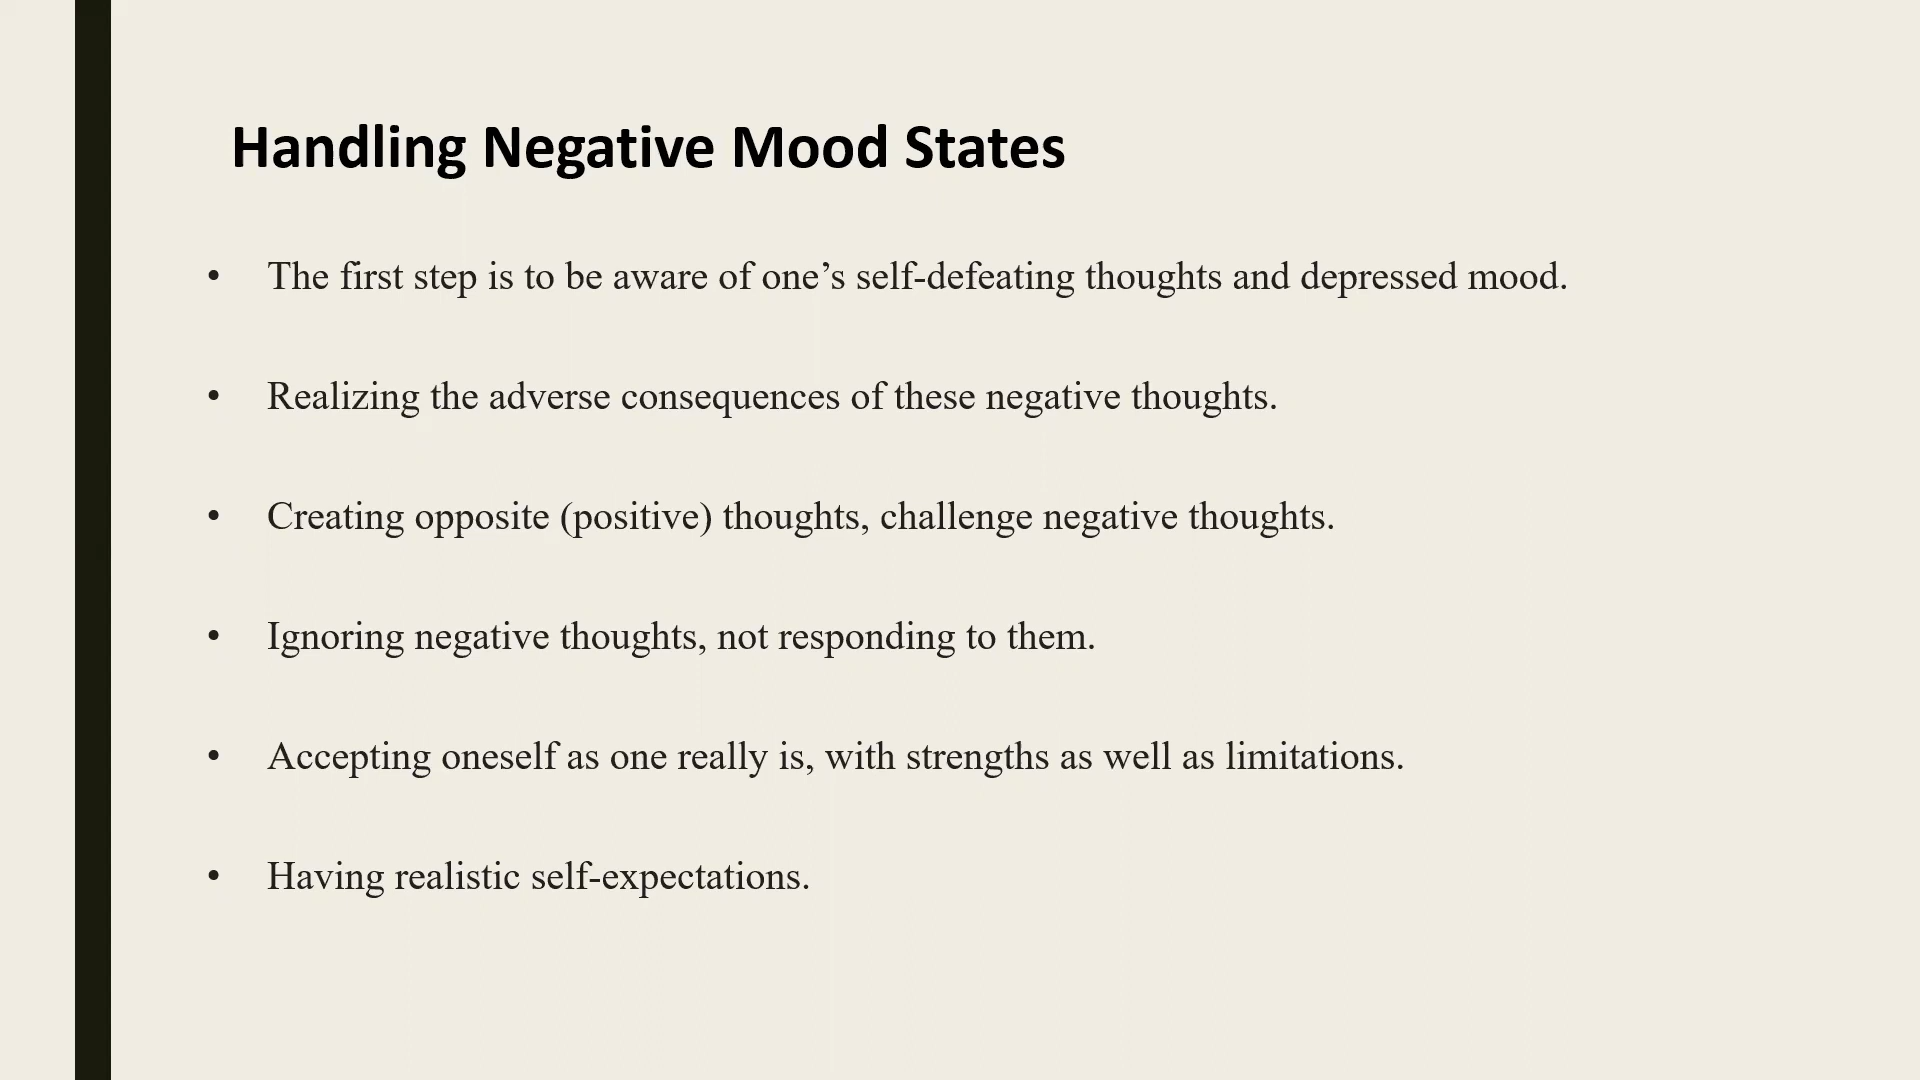 Handling Negative Mood States
• The first step is to be aware of one’s self-defeating thoughts and depressed mood.
• Realizing the adverse consequences of these negative thoughts.
• Creating opposite (positive) thoughts, challenge negative thoughts.
• Ignoring negative thoughts, not responding to them.
• Accepting oneself as one really is, with strengths as well as limitations.
• Having realistic self-expectations.